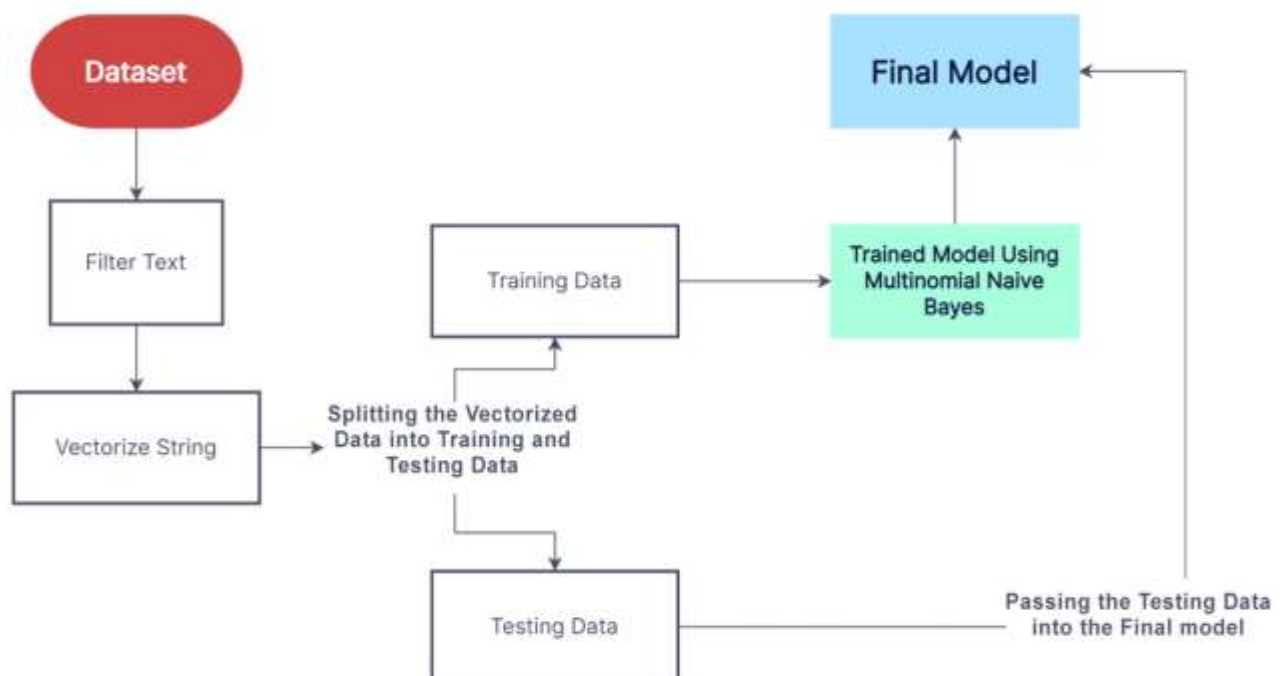 Dataset
Final Model
Filter Text
Training Data
Trained Model Using
Multinomial Naive
Bayes
Vectorize String
Splitting the Vectorized
Data into Training and
Testing Data
Testing Data
Passing the Testing Data
into the Final model